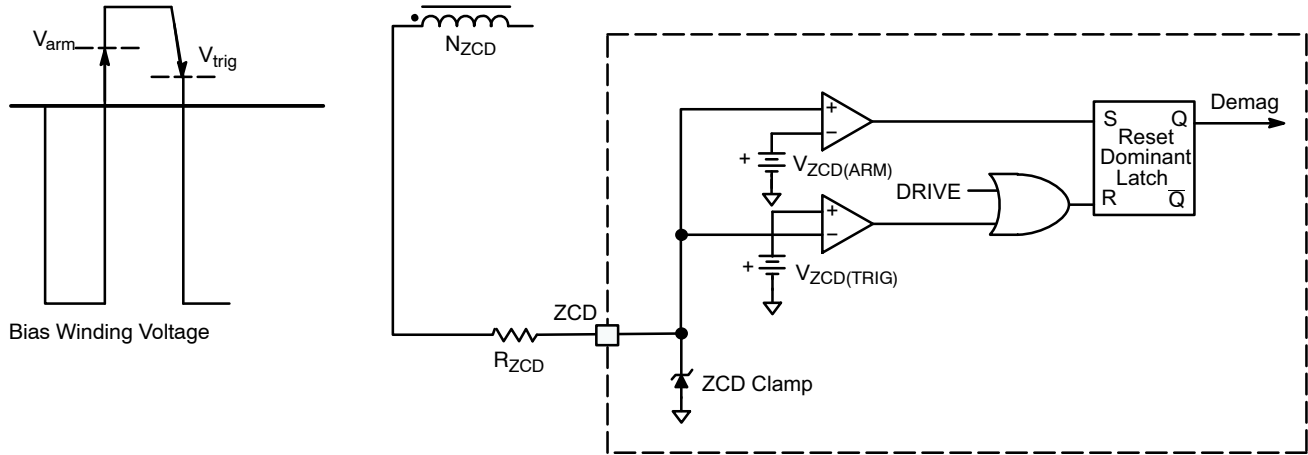 V_arm
V_trig
Bias Winding Voltage
N_ZCD
R_ZCD
ZCD
ZCD Clamp
+
−
+
V_ZCD(ARM)
+
−
+
V_ZCD(TRIG)
DRIVE
S Q
Reset
Dominant
Latch
R Q̅
Demag